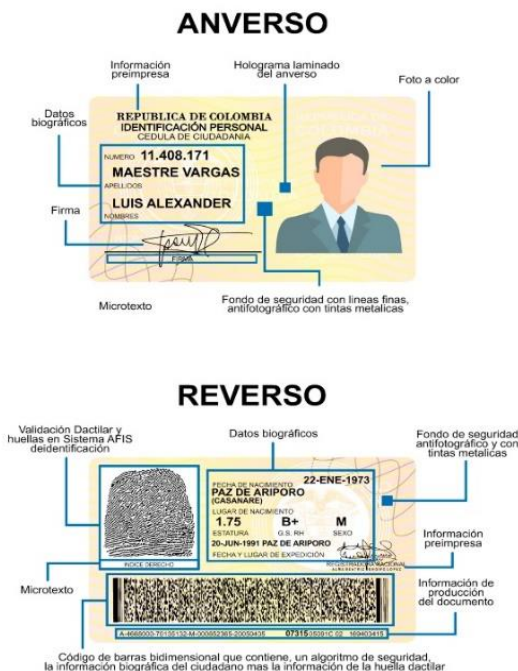 ANVERSO
Información
preimpresa
Holograma laminado
del anverso
Foto a color
Datos
biográficos
REPUBLICA DE COLOMBIA
IDENTIFICACIÓN PERSONAL
CEDULA DE CIUDADANIA
NUMERO 11.408.171
MAESTRE VARGAS
APELLIDOS
LUIS ALEXANDER
NOMBRES
Firma
FIRMA
Microtexto
Fondo de seguridad con lineas finas,
antifotográfico con tintas metalicas
REVERSO
Validación Dactilar y
huellas en Sistema AFIS
deidentificación
Datos biográficos
Fondo de seguridad
antifotográfico y con
tintas metalicas
FECHA DE NACIMIENTO 22-ENE-1973
PAZ DE ARIPORO
(CASANARE)
LUGAR DE NACIMIENTO
1.75 B+ M
ESTATURA G.S. RH SEXO
20-JUN-1991 PAZ DE ARIPORO
FECHA Y LUGAR DE EXPEDICIÓN
INDICE DERECHO
REGISTRADOR NACIONAL
Información
preimpresa
Microtexto
Información de
producción
del documento
07315
Código de barras bidimensional que contiene, un algoritmo de seguridad,
la información biográfica del ciudadano mas la información de la huella dactilar